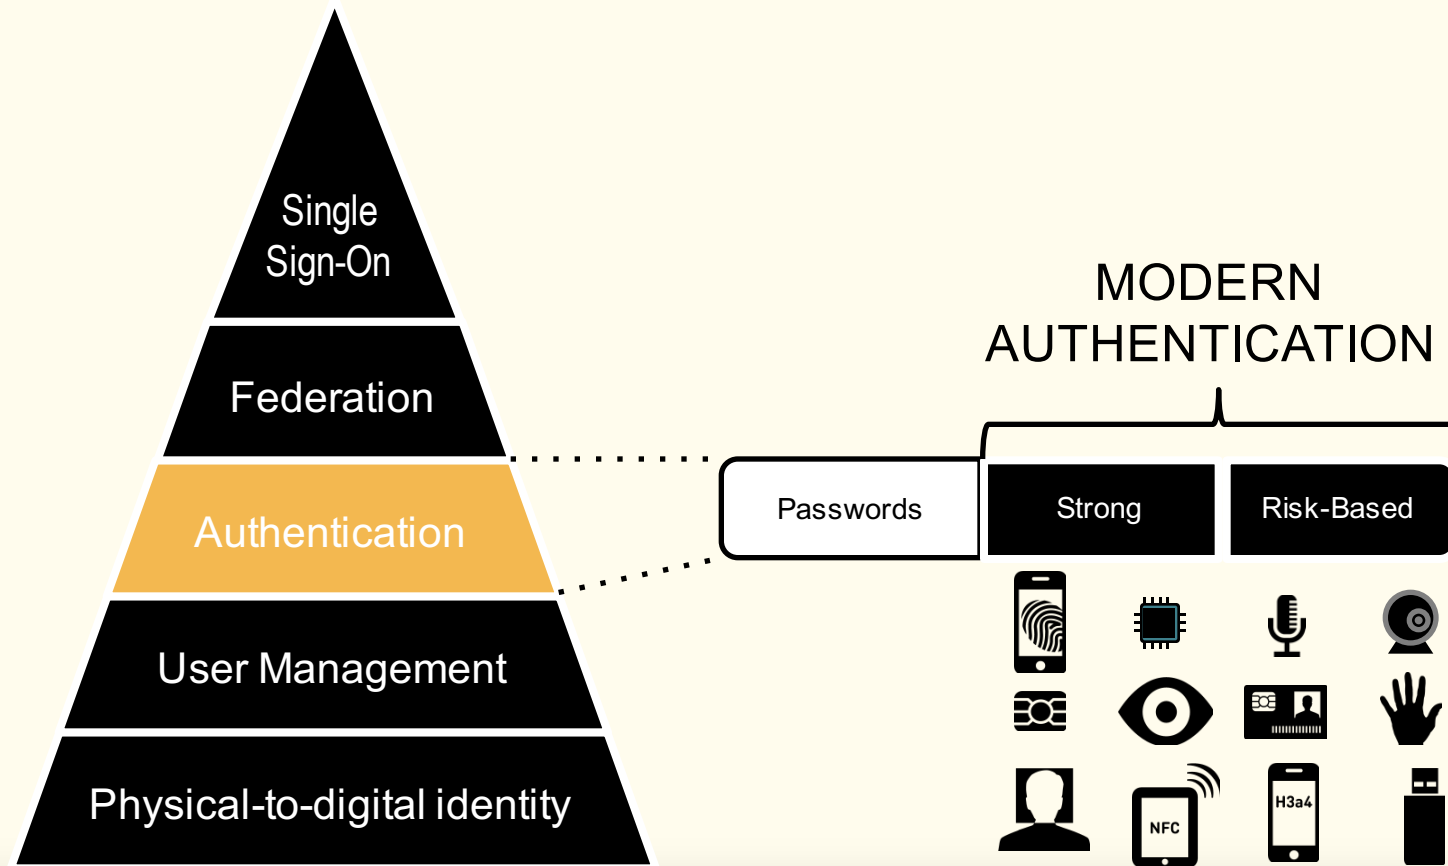 Single
Sign-On
Federation
Authentication
User Management
Physical-to-digital identity
MODERN
AUTHENTICATION
Passwords
Strong
Risk-Based
NFC
H3a4